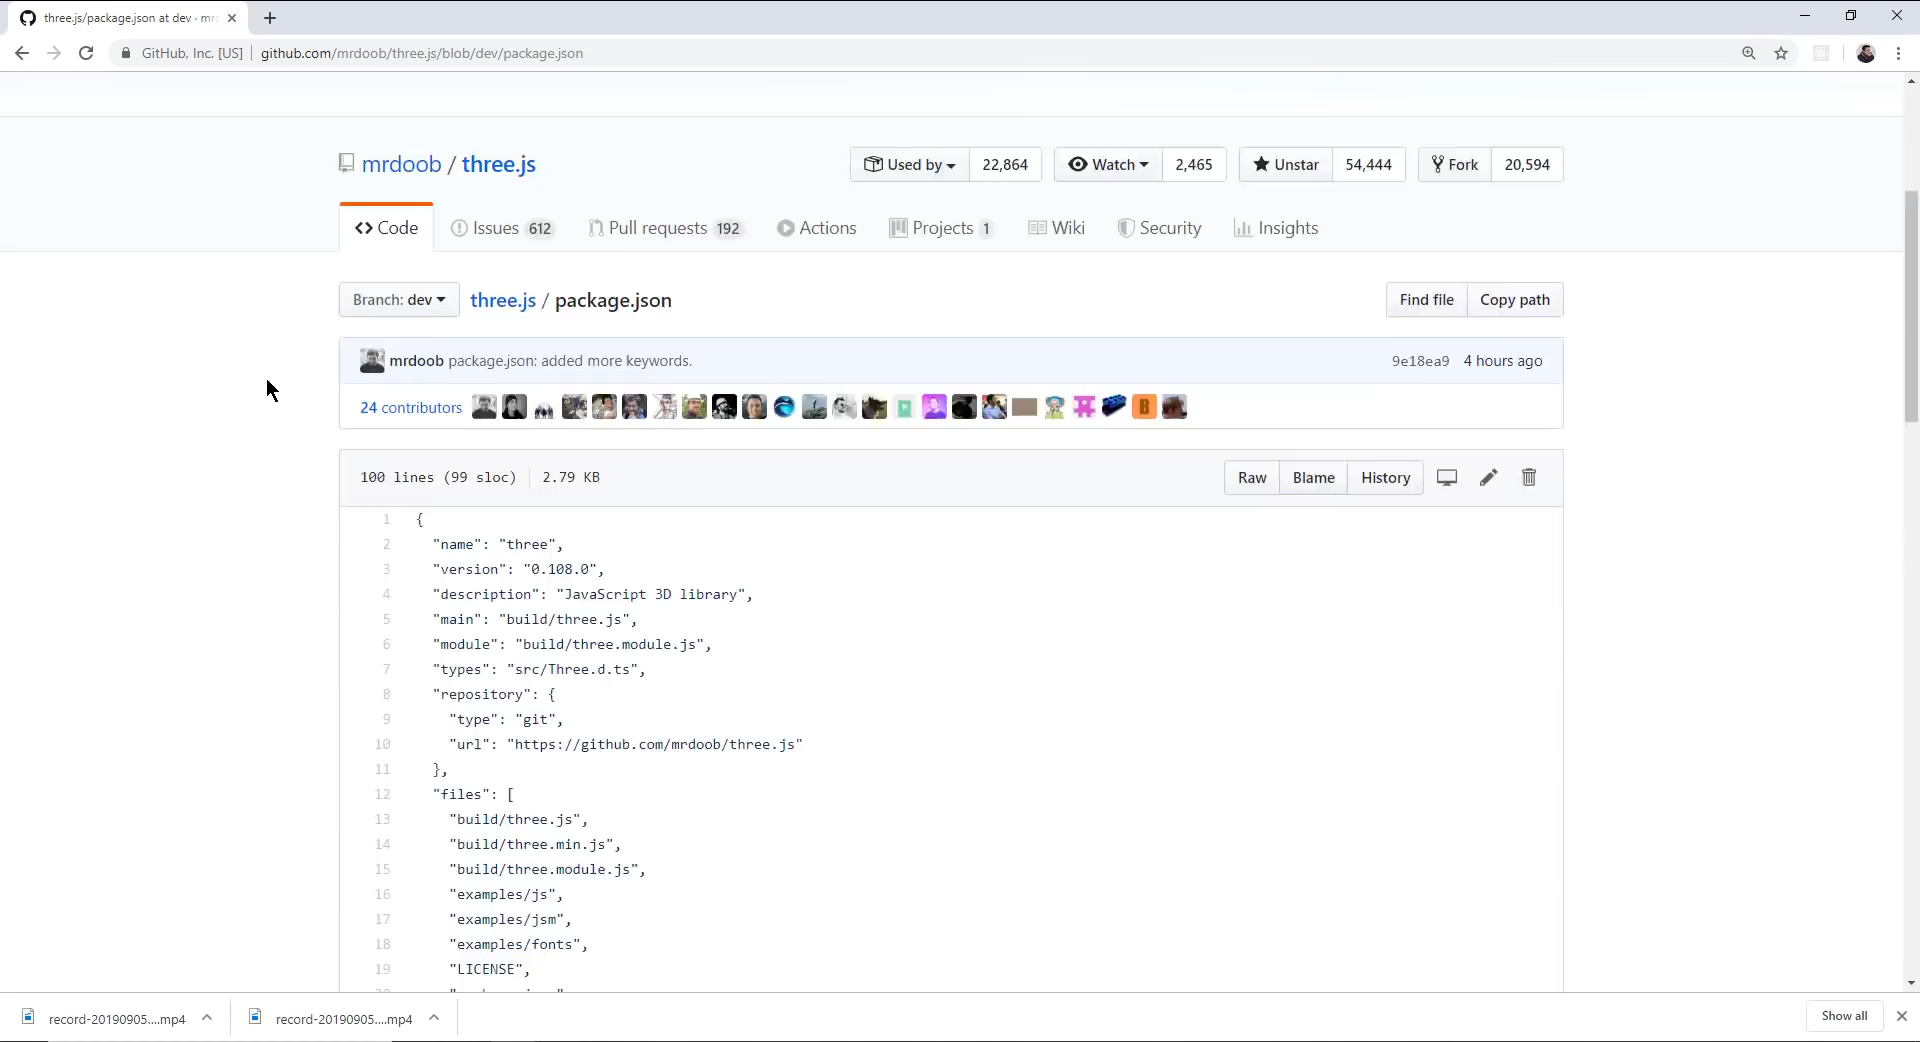 three.js/package.json at dev · mr
GitHub, Inc. [US] | github.com/mrdoob/three.js/blob/dev/package.json
mrdoob / three.js
Used by 22,864 Watch 2,465 Unstar 54,444 Fork 20,594
Code Issues 612 Pull requests 192 Actions Projects 1 Wiki Security Insights
Branch: dev three.js / package.json Find file Copy path
mrdoob package.json: added more keywords. 9e18ea9 4 hours ago
24 contributors
B
100 lines (99 sloc) 2.79 KB Raw Blame History
1 {
2 "name": "three",
3 "version": "0.108.0",
4 "description": "JavaScript 3D library",
5 "main": "build/three.js",
6 "module": "build/three.module.js",
7 "types": "src/Three.d.ts",
8 "repository": {
9 "type": "git",
10 "url": "https://github.com/mrdoob/three.js"
11 },
12 "files": [
13 "build/three.js",
14 "build/three.min.js",
15 "build/three.module.js",
16 "examples/js",
17 "examples/jsm",
18 "examples/fonts",
19 "LICENSE",
record-20190905....mp4 record-20190905....mp4 Show all